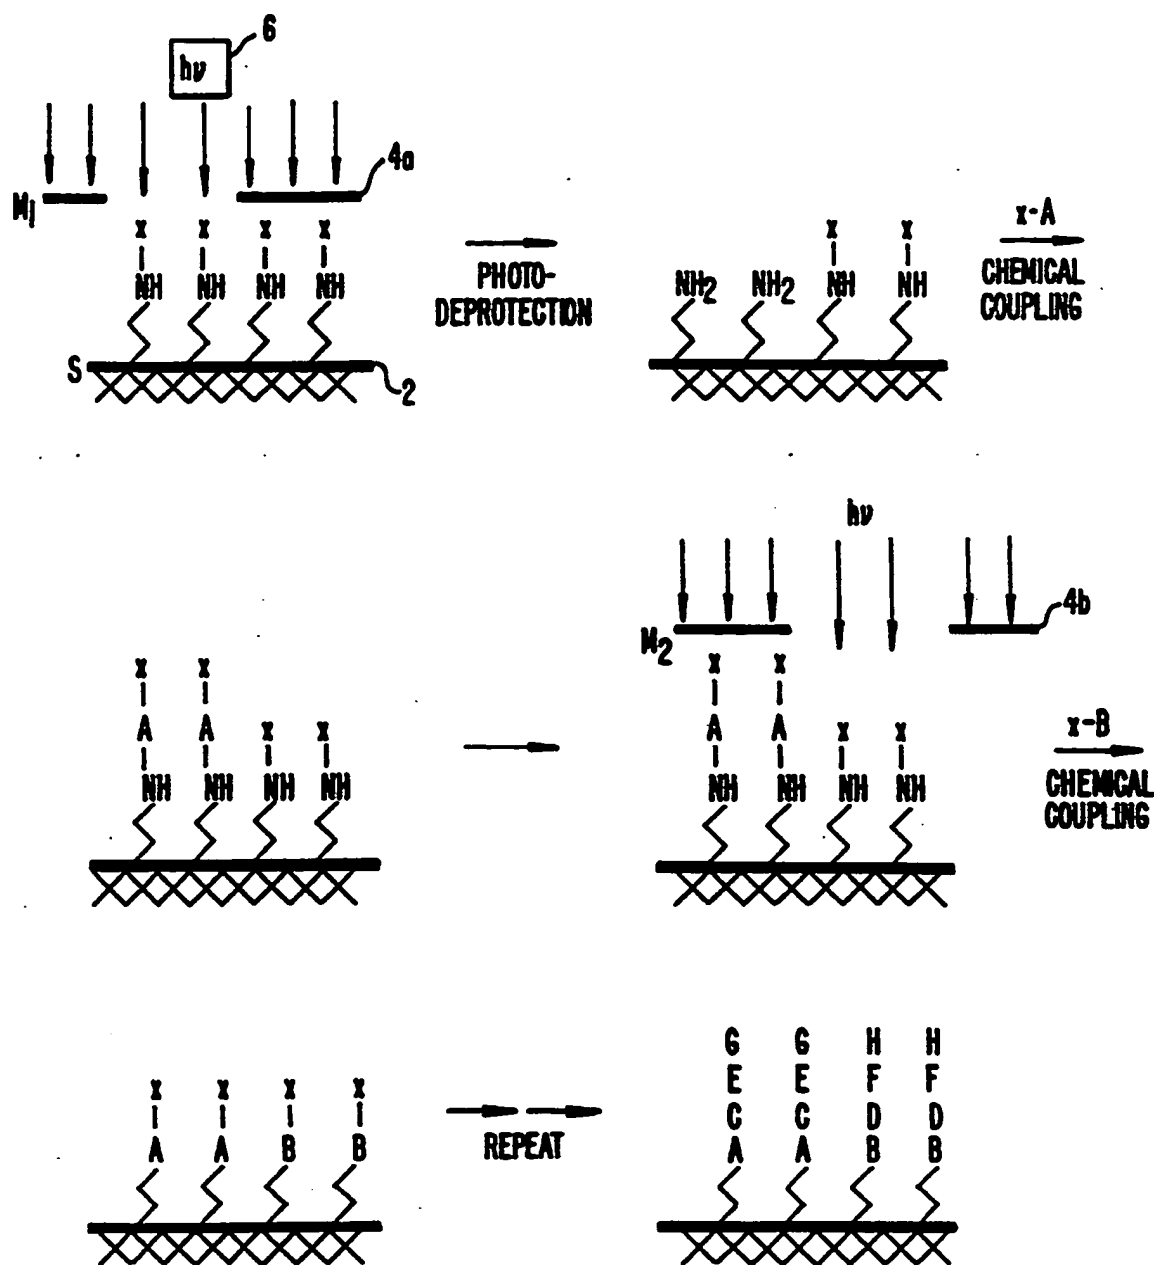 6
hν
4a
M1
x x x x
NH NH NH NH
S
2
PHOTO-
DEPROTECTION
x x
NH2 NH2 NH NH
x-A
CHEMICAL
COUPLING
hν
4b
M2
x x
A A x x
NH NH NH NH
x x
A A x x
NH NH NH NH
x-B
CHEMICAL
COUPLING
x x x x
A A B B
REPEAT
G G H H
E E F F
C C D D
A A B B